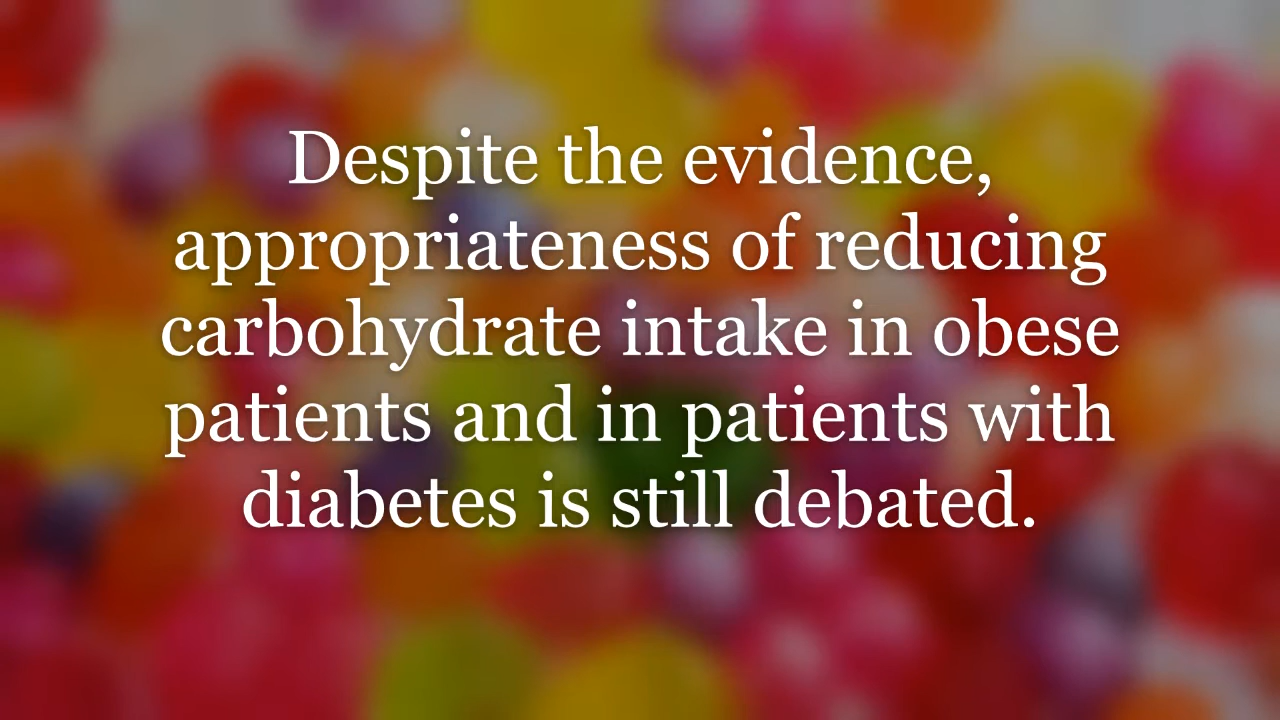 Despite the evidence,
appropriateness of reducing
carbohydrate intake in obese
patients and in patients with
diabetes is still debated.